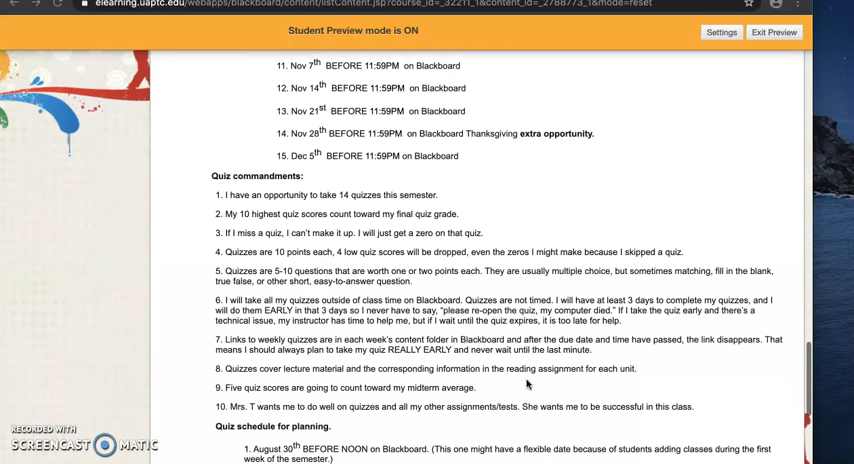 elearning.uaptc.edu/webapps/blackboard/content/listContent.jsp?course_id=_32211_1&content_id=_2788773_1&mode=reset
Student Preview mode is ON
Settings
Exit Preview
11. Nov 7th BEFORE 11:59PM on Blackboard
12. Nov 14th BEFORE 11:59PM on Blackboard
13. Nov 21st BEFORE 11:59PM on Blackboard
14. Nov 28th BEFORE 11:59PM on Blackboard Thanksgiving extra opportunity.
15. Dec 5th BEFORE 11:59PM on Blackboard
Quiz commandments:
1. I have an opportunity to take 14 quizzes this semester.
2. My 10 highest quiz scores count toward my final quiz grade.
3. If I miss a quiz, I can't make it up. I will just get a zero on that quiz.
4. Quizzes are 10 points each, 4 low quiz scores will be dropped, even the zeros I might make because I skipped a quiz.
5. Quizzes are 5-10 questions that are worth one or two points each. They are usually multiple choice, but sometimes matching, fill in the blank,
true false, or other short, easy-to-answer question.
6. I will take all my quizzes outside of class time on Blackboard. Quizzes are not timed. I will have at least 3 days to complete my quizzes, and I
will do them EARLY in that 3 days so I never have to say, "please re-open the quiz, my computer died." If I take the quiz early and there's a
technical issue, my instructor has time to help me, but if I wait until the quiz expires, it is too late for help.
7. Links to weekly quizzes are in each week's content folder in Blackboard and after the due date and time have passed, the link disappears. That
means I should always plan to take my quiz REALLY EARLY and never wait until the last minute.
8. Quizzes cover lecture material and the corresponding information in the reading assignment for each unit.
9. Five quiz scores are going to count toward my midterm average.
10. Mrs. T wants me to do well on quizzes and all my other assignments/tests. She wants me to be successful in this class.
Quiz schedule for planning.
1. August 30th BEFORE NOON on Blackboard. (This one might have a flexible date because of students adding classes during the first
week of the semester.)
RECORDED WITH
SCREENCAST MATIC